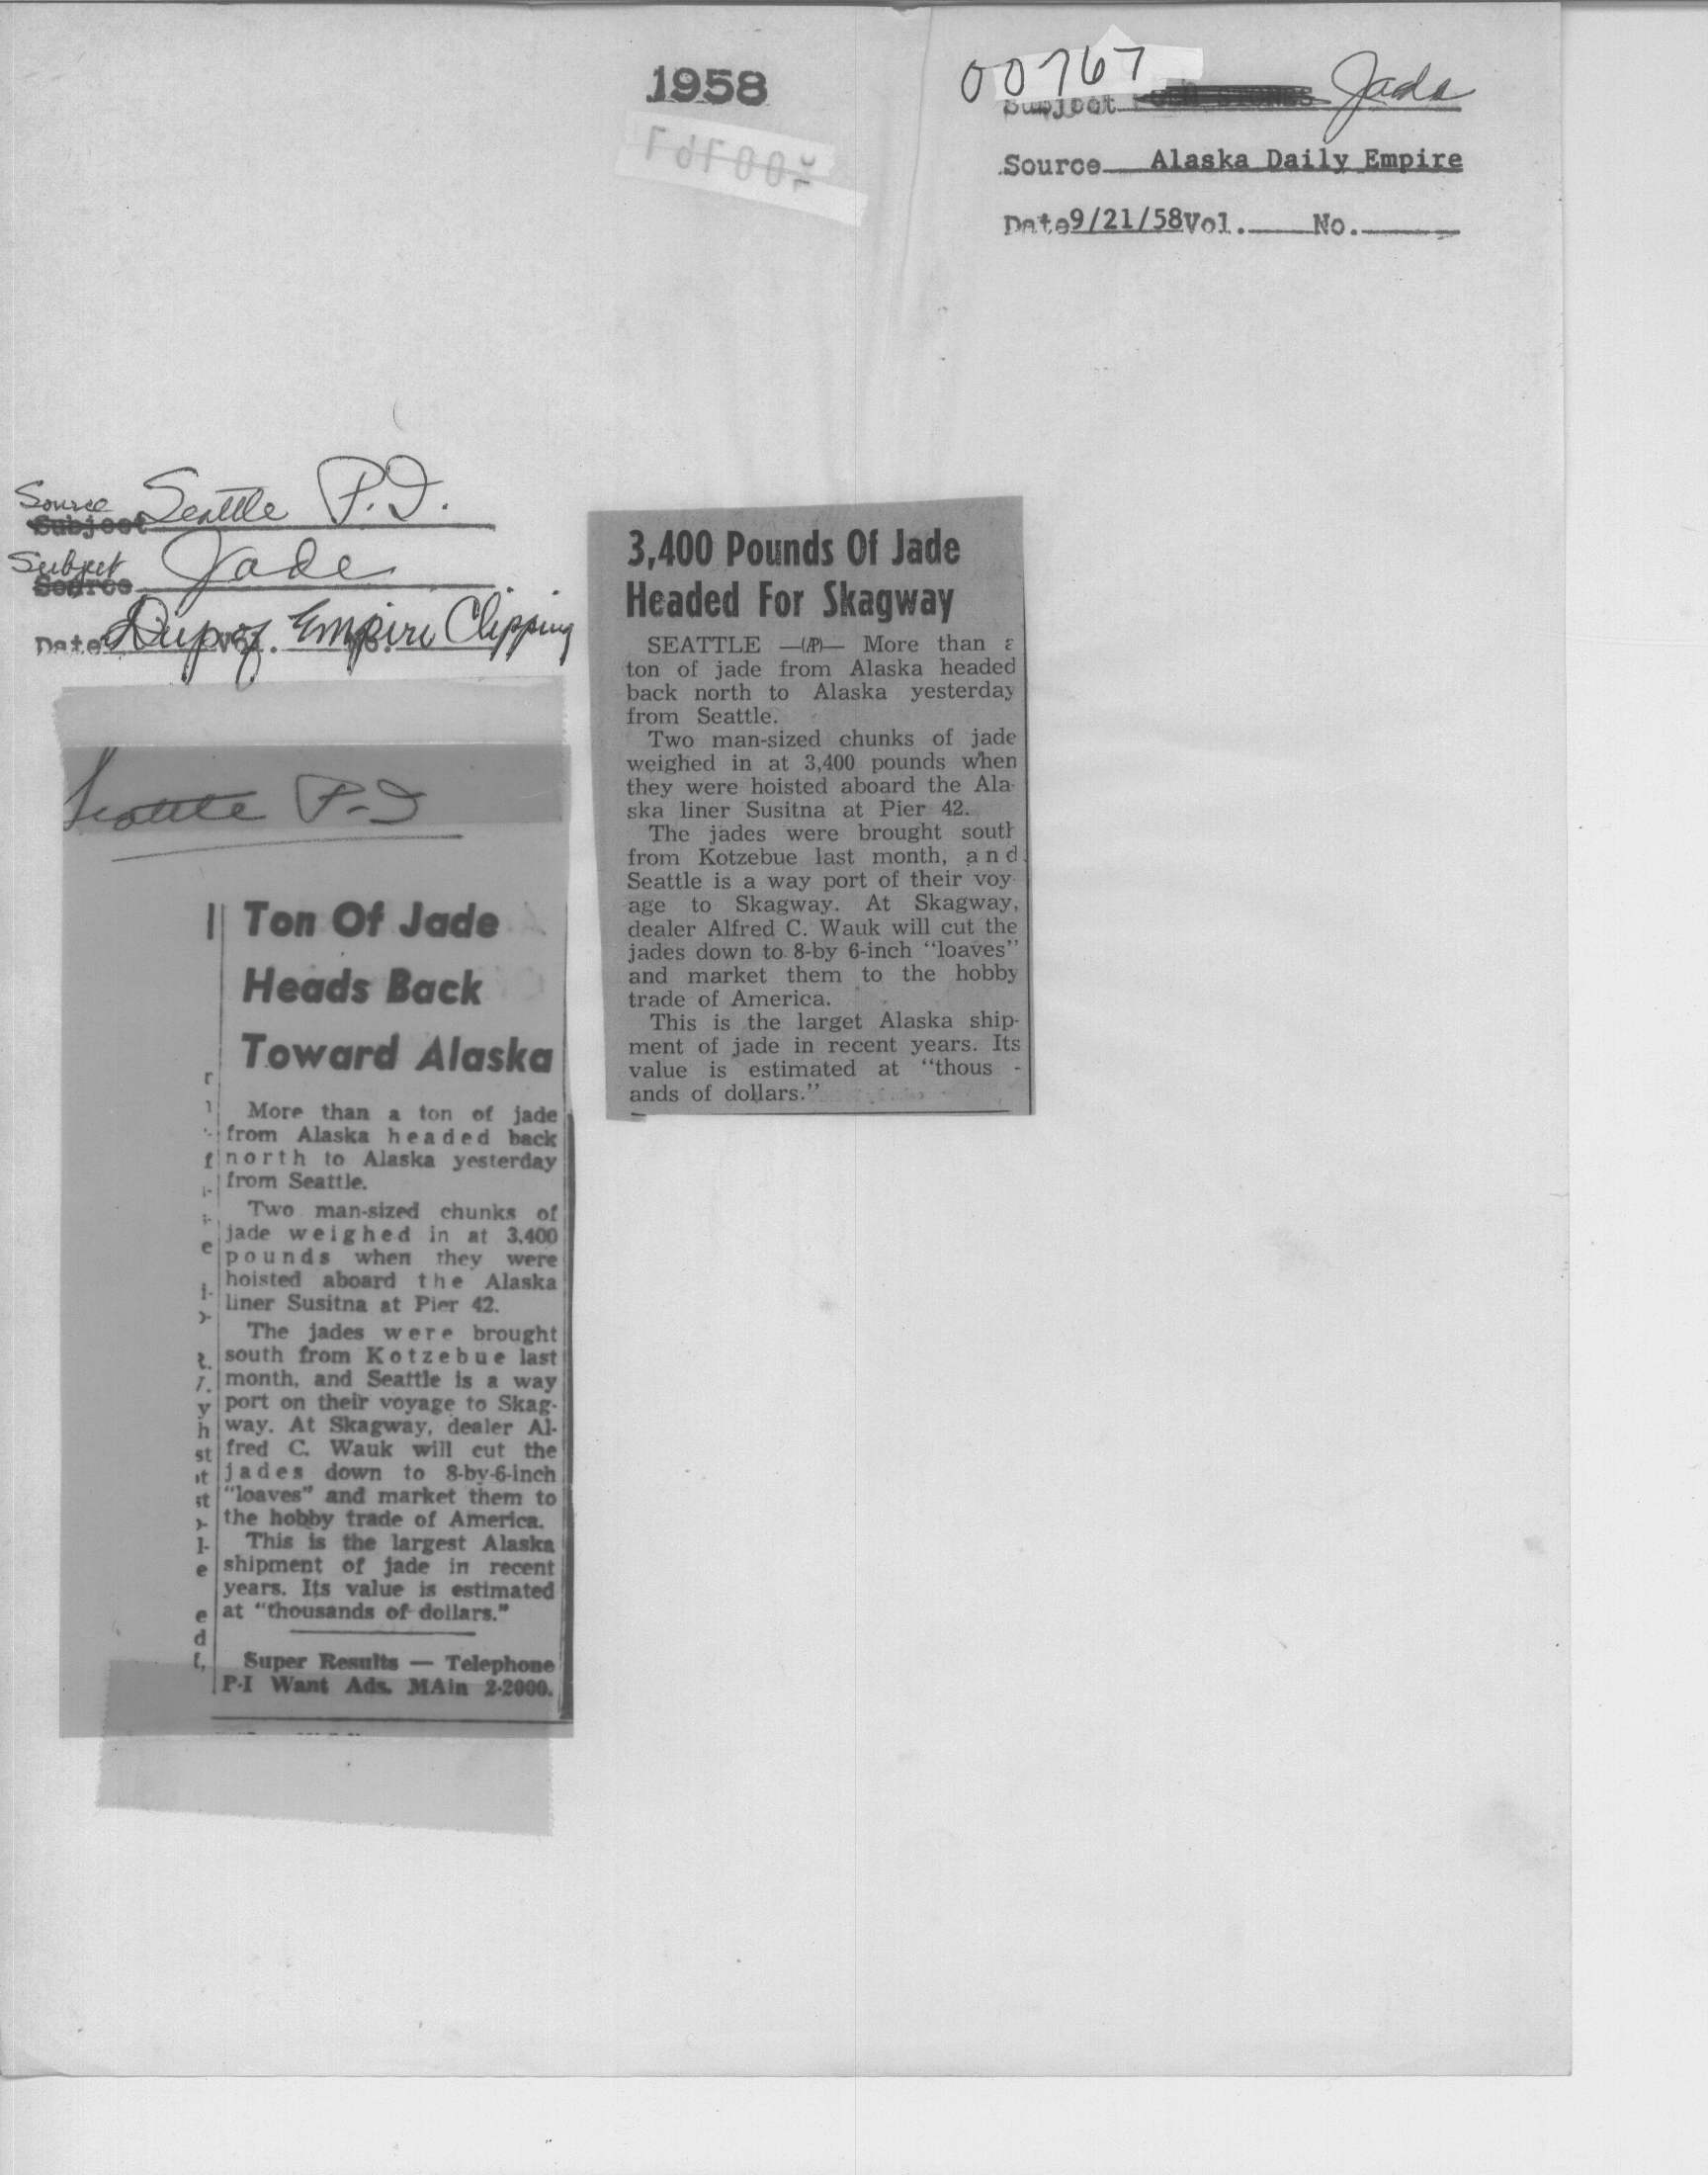 1958
00767
Subject Jade
Source Alaska Daily Empire
Date 9/21/58 Vol. No.
Source Subject Seattle P.I.
Subject Source Jade
Date Dup of Empire Clipping Vol. No.
Seattle P-I
Ton Of Jade
Heads Back
Toward Alaska
More than a ton of jade
from Alaska headed back
north to Alaska yesterday
from Seattle.
Two man-sized chunks of
jade weighed in at 3,400
pounds when they were
hoisted aboard the Alaska
liner Susitna at Pier 42.
The jades were brought
south from Kotzebue last
month, and Seattle is a way
port on their voyage to Skag-
way. At Skagway, dealer Al-
fred C. Wauk will cut the
jades down to 8-by-6-inch
"loaves" and market them to
the hobby trade of America.
This is the largest Alaska
shipment of jade in recent
years. Its value is estimated
at "thousands of dollars."
Super Results — Telephone
P-I Want Ads. MAin 2-2000.
3,400 Pounds Of Jade
Headed For Skagway
SEATTLE —(AP)— More than a
ton of jade from Alaska headed
back north to Alaska yesterday
from Seattle.
Two man-sized chunks of jade
weighed in at 3,400 pounds when
they were hoisted aboard the Ala-
ska liner Susitna at Pier 42.
The jades were brought south
from Kotzebue last month, and
Seattle is a way port of their voy-
age to Skagway. At Skagway,
dealer Alfred C. Wauk will cut the
jades down to 8-by 6-inch "loaves"
and market them to the hobby
trade of America.
This is the larget Alaska ship-
ment of jade in recent years. Its
value is estimated at "thous -
ands of dollars."